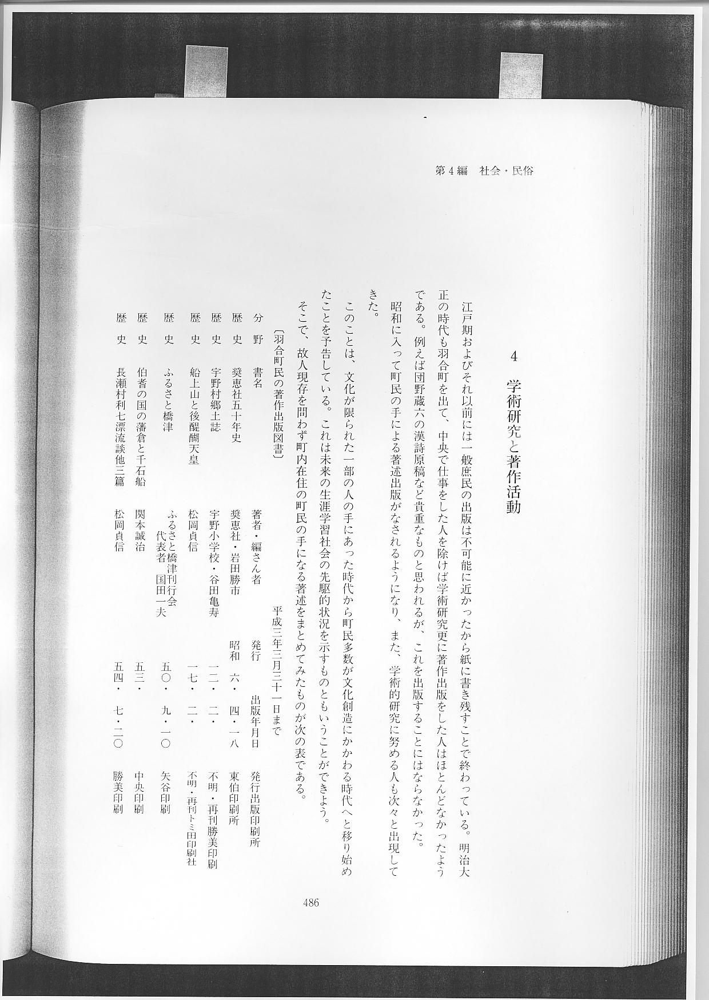 第4編　社会・民俗
4　学術研究と著作活動
江戸期およびそれ以前には一般庶民の出版は不可能に近かったから紙に書き残すことで終わっている。明治大
正の時代も羽合町を出て、中央で仕事をした人を除けば学術研究更に著作出版をした人はほとんどなかったよう
である。例えば団野蔵六の漢詩原稿など貴重なものと思われるが、これを出版することにはならなかった。
昭和に入って町民の手による著述出版がなされるようになり、また、学術的研究に努める人も次々と出現して
きた。
このことは、文化が限られた一部の人の手にあった時代から町民多数が文化創造にかかわる時代へと移り始め
たことを予告している。これは未来の生涯学習社会の先駆的状況を示すものともいうことができよう。
そこで、故人現存を問わず町内在住の町民の手になる著述をまとめてみたものが次の表である。
〔羽合町民の著作出版図書〕　平成三年三月三十一日まで
分野　書名　著者・編さん者　発行　出版年月日　発行出版印刷所
歴史　奨恵社五十年史　奨恵社・岩田勝市　昭和　六・四・一八　東伯印刷所
歴史　宇野村郷土誌　宇野小学校・谷田亀寿　一二・二・　不明・再刊勝美印刷
歴史　船上山と後醍醐天皇　松岡貞信　一七・二・　不明・再刊トミ田印刷社
歴史　ふるさと橋津　ふるさと橋津刊行会　代表者　国田一夫　五〇・九・一〇　矢谷印刷
歴史　伯耆の国の藩倉と千石船　関本誠治　五三・　中央印刷
歴史　長瀬村利七漂流談他三篇　松岡貞信　五四・七・二〇　勝美印刷
486